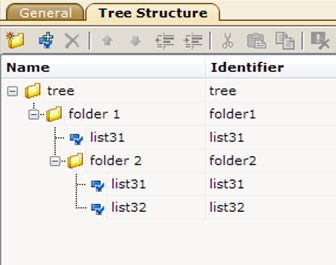 General Tree Structure
Name Identifier
tree tree
folder 1 folder1
list31 list31
folder 2 folder2
list31 list31
list32 list32